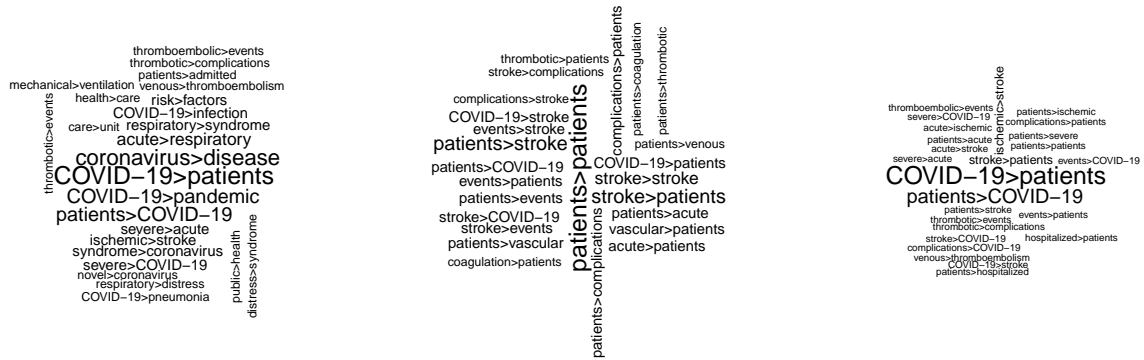 thromboembolic>events
thrombotic>complications
patients>admitted
mechanical>ventilation venous>thromboembolism
health>care risk>factors
COVID−19>infection
care>unit respiratory>syndrome
acute>respiratory
thrombotic>events
coronavirus>disease
COVID−19>patients
COVID−19>pandemic
patients>COVID−19
severe>acute
ischemic>stroke
syndrome>coronavirus
severe>COVID−19
novel>coronavirus
respiratory>distress
COVID−19>pneumonia
public>health
distress>syndrome
thrombotic>patients
stroke>complications
complications>patients
patients>coagulation
patients>thrombotic
complications>stroke
COVID−19>stroke
events>stroke
patients>stroke
patients>venous
patients>patients
patients>COVID−19
COVID−19>patients
events>patients
stroke>stroke
patients>events
stroke>patients
stroke>COVID−19
patients>acute
stroke>events
vascular>patients
patients>vascular
acute>patients
coagulation>patients
patients>complications
ischemic>stroke
thromboembolic>events
severe>COVID−19
acute>ischemic
patients>acute
acute>stroke
severe>acute
patients>ischemic
complications>patients
patients>severe
patients>patients
stroke>patients events>COVID−19
COVID−19>patients
patients>COVID−19
patients>stroke
thrombotic>events
events>patients
thrombotic>complications
stroke>COVID−19
hospitalized>patients
complications>COVID−19
venous>thromboembolism
COVID−19>stroke
patients>hospitalized